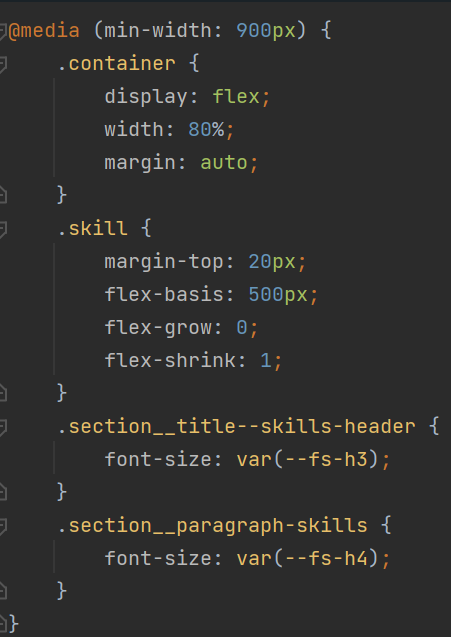 @media (min-width: 900px) {
    .container {
        display: flex;
        width: 80%;
        margin: auto;
    }
    .skill {
        margin-top: 20px;
        flex-basis: 500px;
        flex-grow: 0;
        flex-shrink: 1;
    }
    .section__title--skills-header {
        font-size: var(--fs-h3);
    }
    .section__paragraph-skills {
        font-size: var(--fs-h4);
    }
}